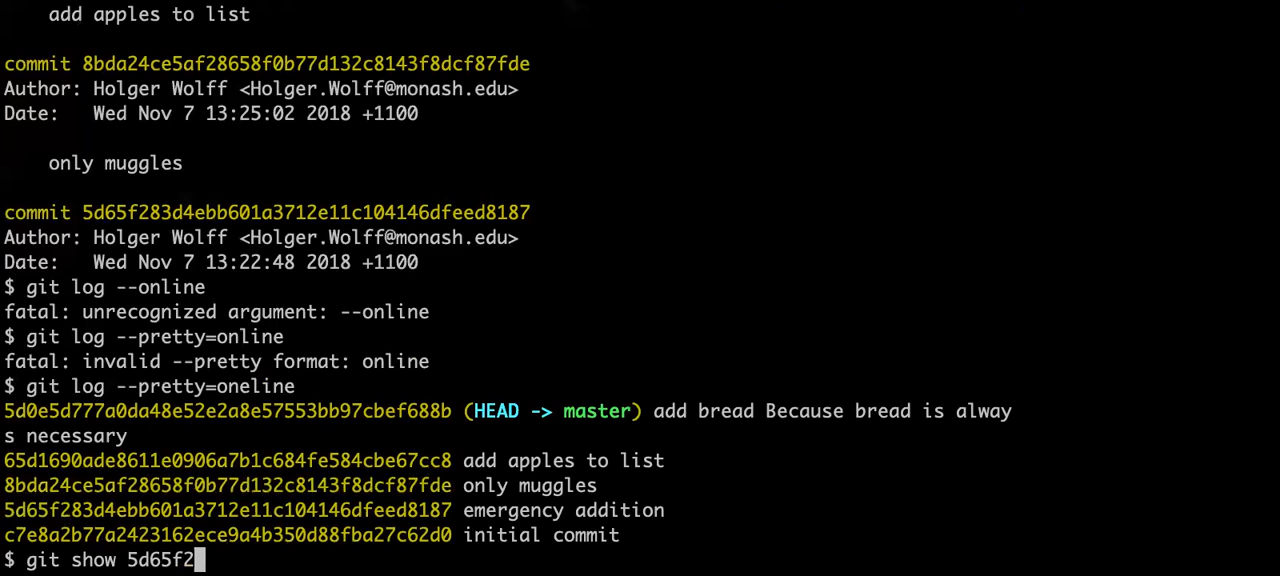 add apples to list
commit 8bda24ce5af28658f0b77d132c8143f8dcf87fde
Author: Holger Wolff <Holger.Wolff@monash.edu>
Date:   Wed Nov 7 13:25:02 2018 +1100
only muggles
commit 5d65f283d4ebb601a3712e11c104146dfeed8187
Author: Holger Wolff <Holger.Wolff@monash.edu>
Date:   Wed Nov 7 13:22:48 2018 +1100
$ git log --online
fatal: unrecognized argument: --online
$ git log --pretty=online
fatal: invalid --pretty format: online
$ git log --pretty=oneline
5d0e5d777a0da48e52e2a8e57553bb97cbef688b (HEAD -> master) add bread Because bread is alway
s necessary
65d1690ade8611e0906a7b1c684fe584cbe67cc8 add apples to list
8bda24ce5af28658f0b77d132c8143f8dcf87fde only muggles
5d65f283d4ebb601a3712e11c104146dfeed8187 emergency addition
c7e8a2b77a2423162ece9a4b350d88fba27c62d0 initial commit
$ git show 5d65f2